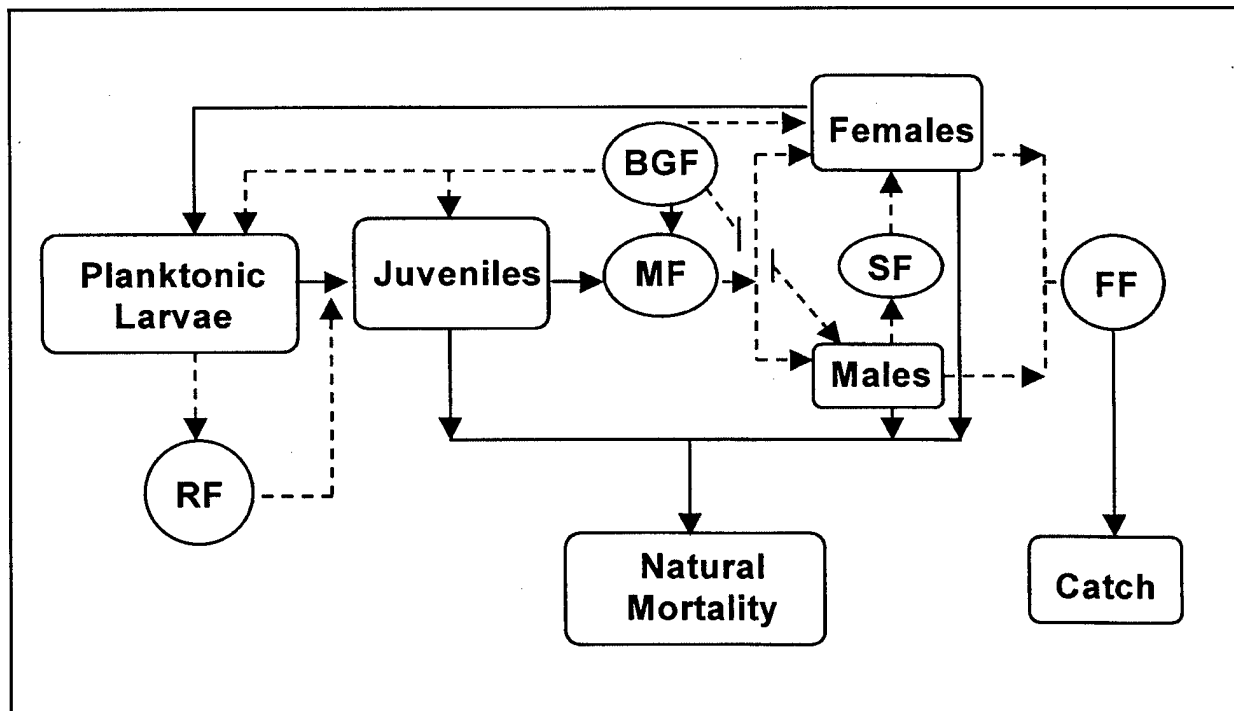 Females
BGF
Planktonic
Larvae
Juveniles
MF
SF
FF
Males
RF
Natural
Mortality
Catch